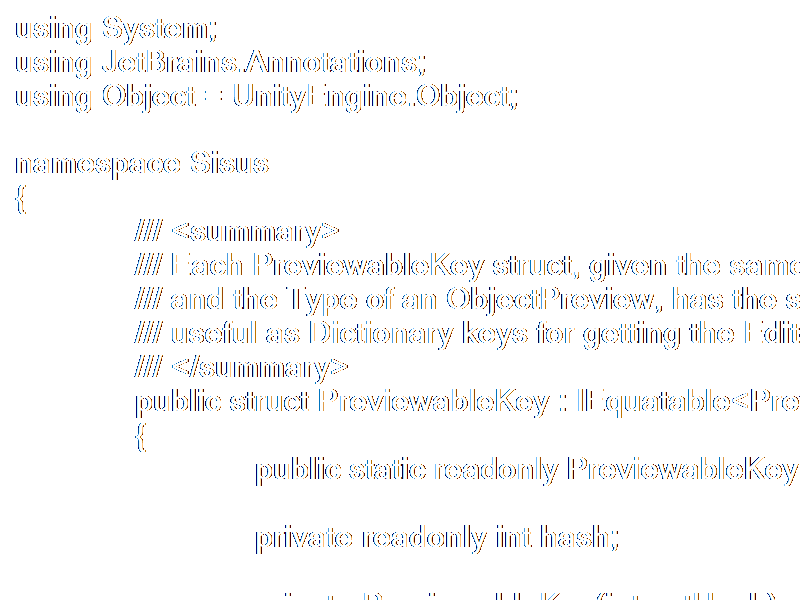 using System;
using JetBrains.Annotations;
using Object = UnityEngine.Object;

namespace Sisus
{
/// <summary>
/// Each PreviewableKey struct, given the same
/// and the Type of an ObjectPreview, has the s
/// useful as Dictionary keys for getting the Edit
/// </summary>
public struct PreviewableKey : IEquatable<Pre
{
public static readonly PreviewableKey

private readonly int hash;